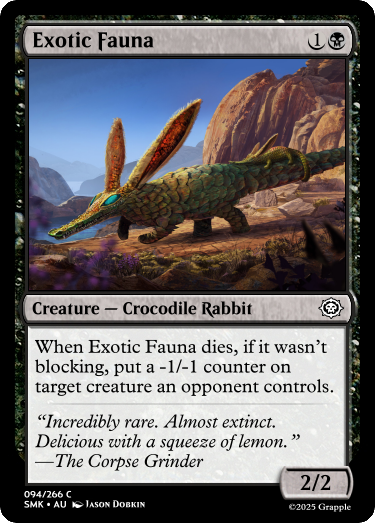 Exotic Fauna 1
Creature — Crocodile Rabbit
When Exotic Fauna dies, if it wasn't
blocking, put a -1/-1 counter on
target creature an opponent controls.
“Incredibly rare. Almost extinct.
Delicious with a squeeze of lemon.”
—The Corpse Grinder
2/2
094/266 C
SMK • AU Jason Dobkin
©2025 Grapple